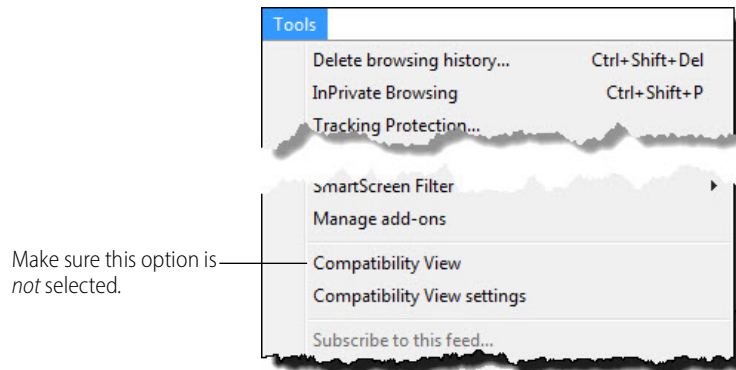 Tools
Delete browsing history... Ctrl+Shift+Del
InPrivate Browsing Ctrl+Shift+P
Tracking Protection...
SmartScreen Filter
Manage add-ons
Make sure this option is
not selected.
Compatibility View
Compatibility View settings
Subscribe to this feed...